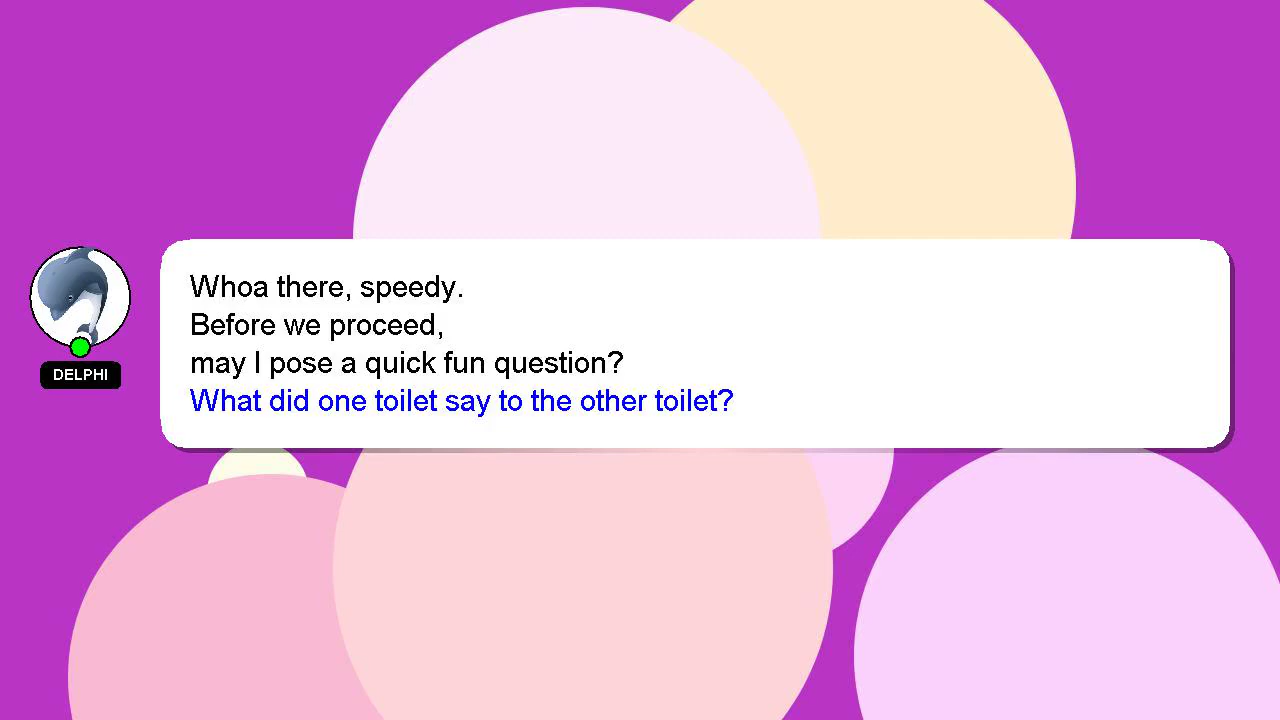 Whoa there, speedy.
Before we proceed,
may I pose a quick fun question?
What did one toilet say to the other toilet?
DELPHI